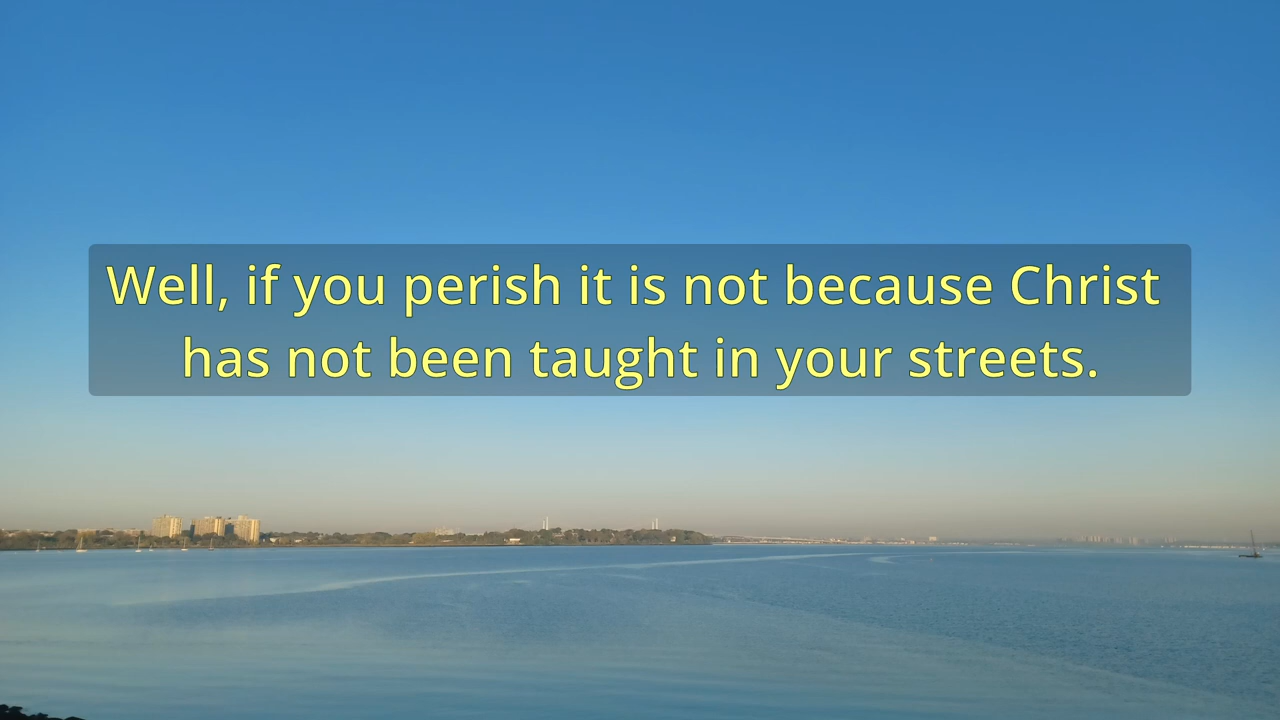 Well, if you perish it is not because Christ
has not been taught in your streets.